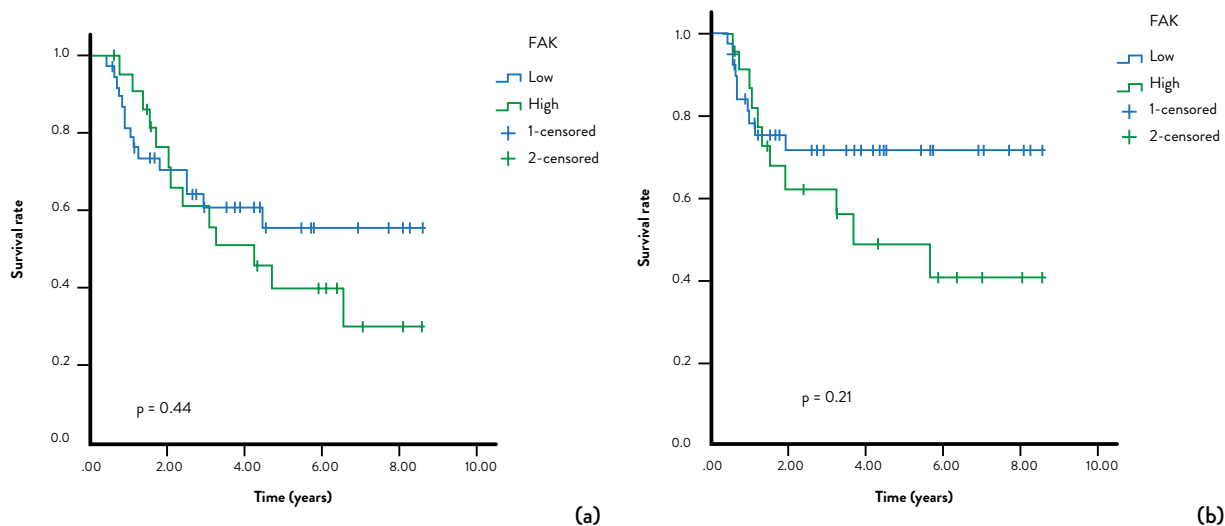 FAK
Low
High
1-censored
2-censored
1.0
0.8
0.6
0.4
0.2
0.0
Survival rate
p = 0.44
.00 2.00 4.00 6.00 8.00 10.00
Time (years)
(a)
FAK
Low
High
1-censored
2-censored
1.0
0.8
0.6
0.4
0.2
0.0
Survival rate
p = 0.21
.00 2.00 4.00 6.00 8.00 10.00
Time (years)
(b)